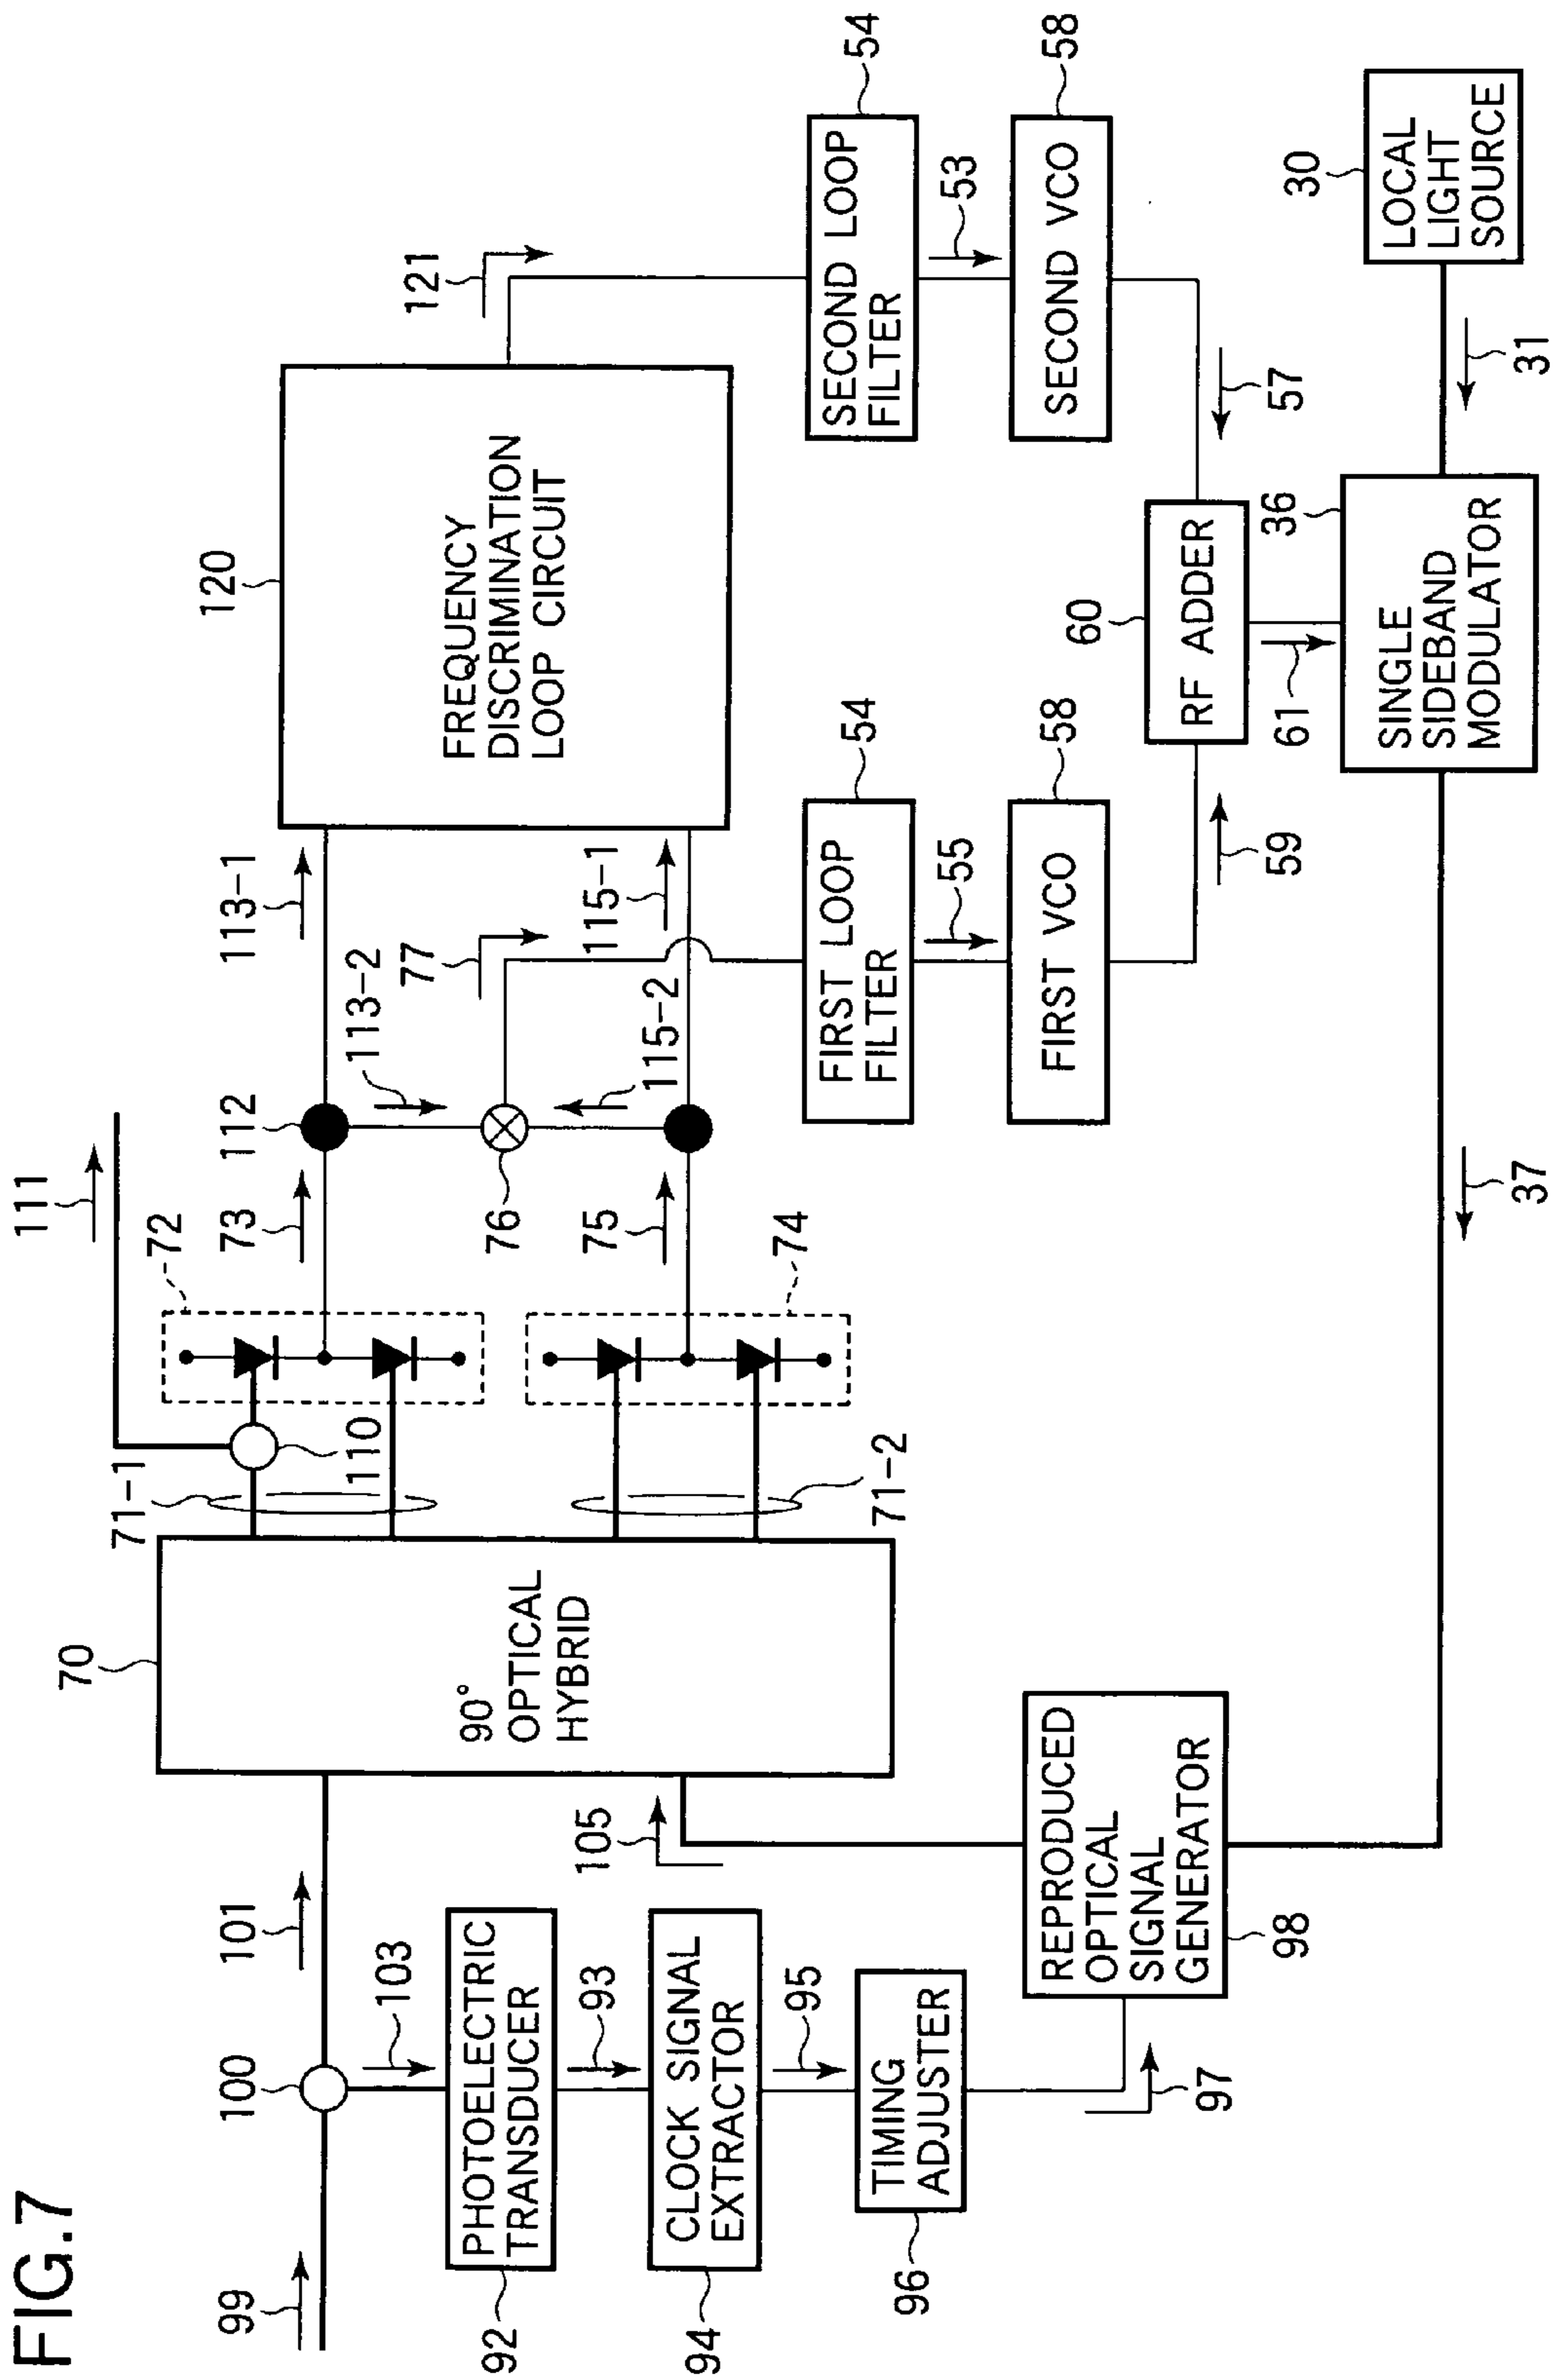 FIG.7
99
100
101
103
PHOTOELECTRIC
TRANSDUCER
92
93
CLOCK SIGNAL
EXTRACTOR
94
95
TIMING
ADJUSTER
96
97
REPRODUCED
OPTICAL
SIGNAL
GENERATOR
98
105
70
90°
OPTICAL
HYBRID
71-1
110
71-2
111
72
74
73
75
112
76
113-2
115-2
77
113-1
115-1
120
FREQUENCY
DISCRIMINATION
LOOP CIRCUIT
121
FIRST LOOP
FILTER
54
55
FIRST VCO
58
59
SECOND LOOP
FILTER
54
53
SECOND VCO
58
57
RF ADDER
60
61
SINGLE
SIDEBAND
MODULATOR
36
37
LOCAL
LIGHT
SOURCE
30
31